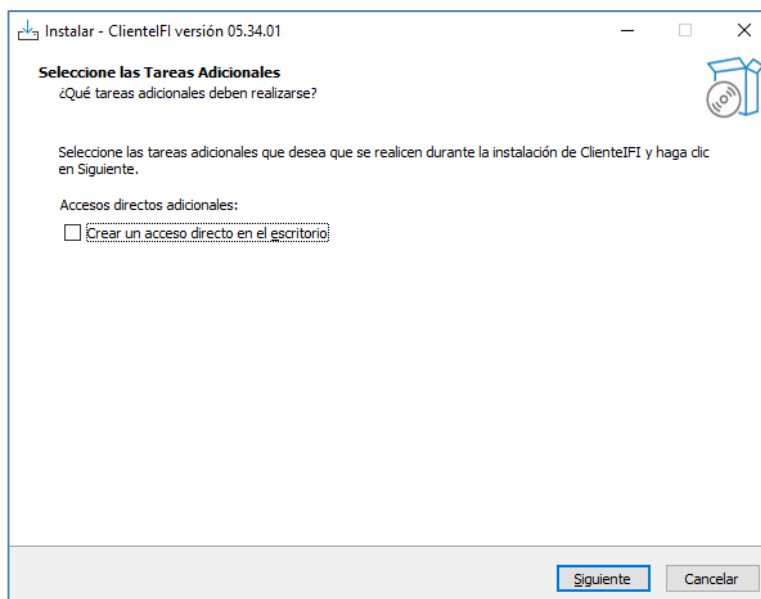 Instalar - ClienteIFI versión 05.34.01
Seleccione las Tareas Adicionales
¿Qué tareas adicionales deben realizarse?
Seleccione las tareas adicionales que desea que se realicen durante la instalación de ClienteIFI y haga clic
en Siguiente.
Accesos directos adicionales:
Crear un acceso directo en el escritorio
Siguiente
Cancelar